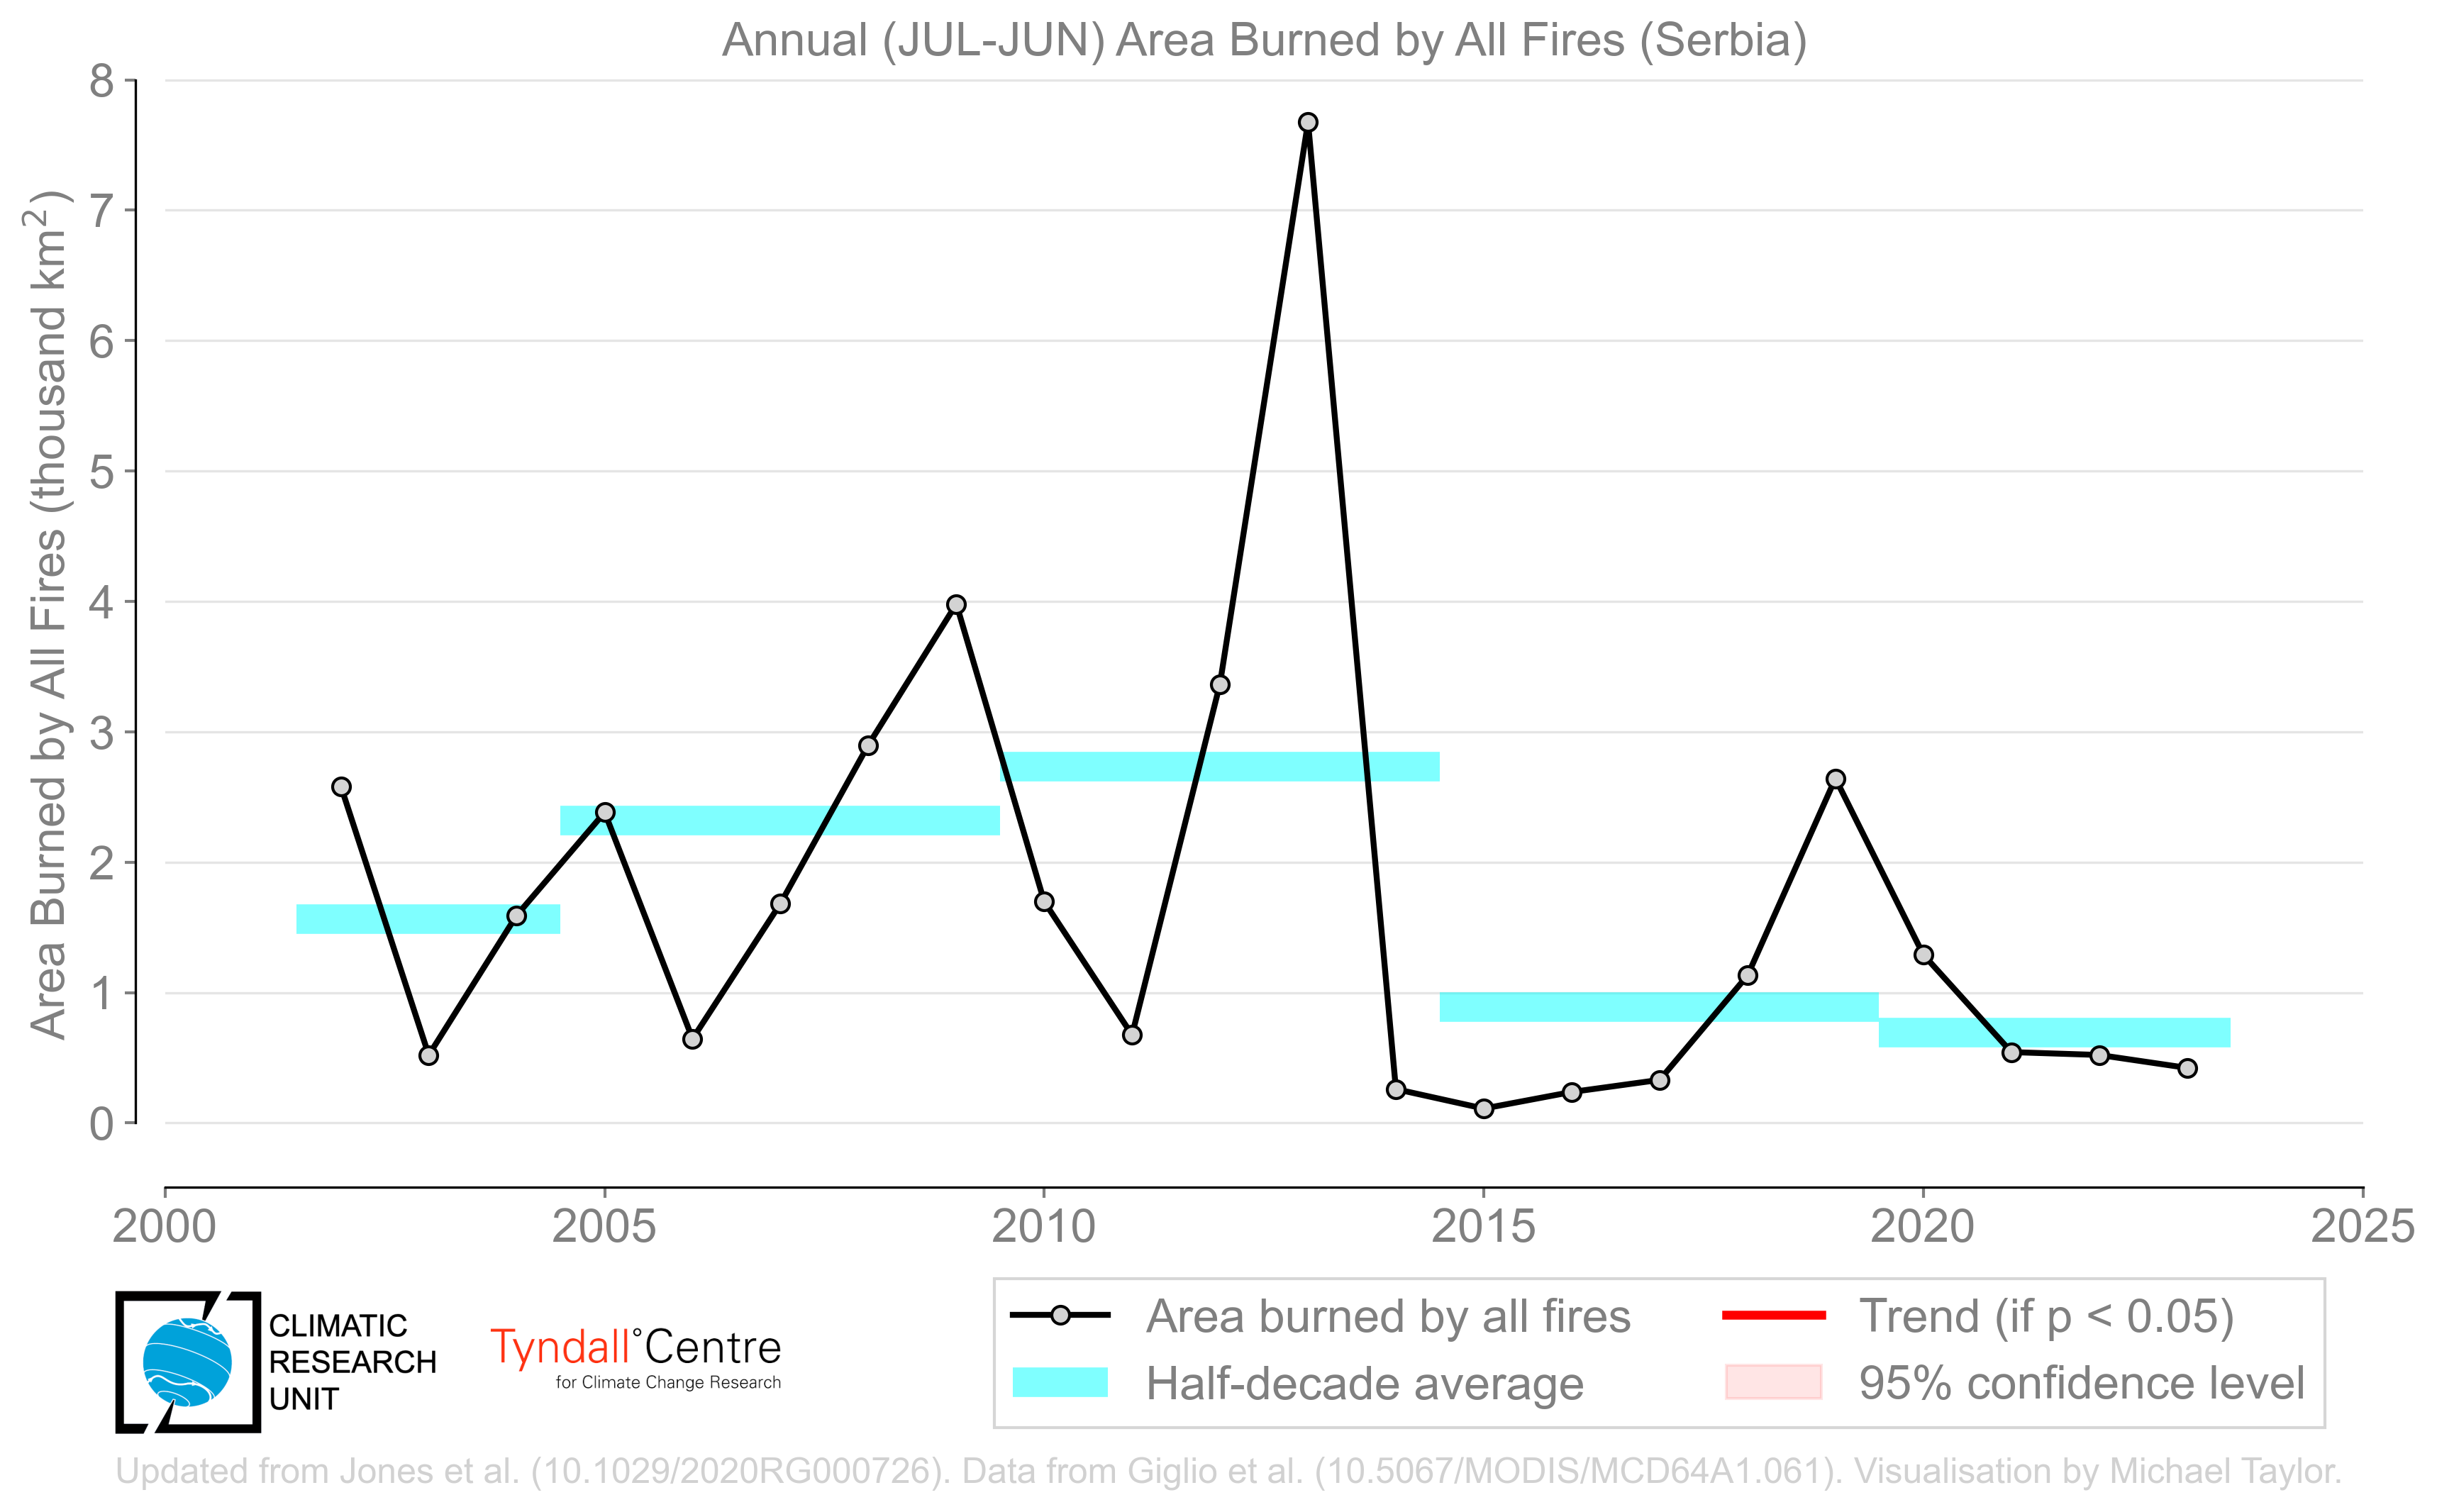 Annual (JUL-JUN) Area Burned by All Fires (Serbia)
Area Burned by All Fires (thousand km²)
8
7
6
5
4
3
2
1
0
2000 2005 2010 2015 2020 2025
CLIMATIC
RESEARCH
UNIT
Tyndall°Centre
for Climate Change Research
Area burned by all fires
Half-decade average
Trend (if p < 0.05)
95% confidence level
Updated from Jones et al. (10.1029/2020RG000726). Data from Giglio et al. (10.5067/MODIS/MCD64A1.061). Visualisation by Michael Taylor.